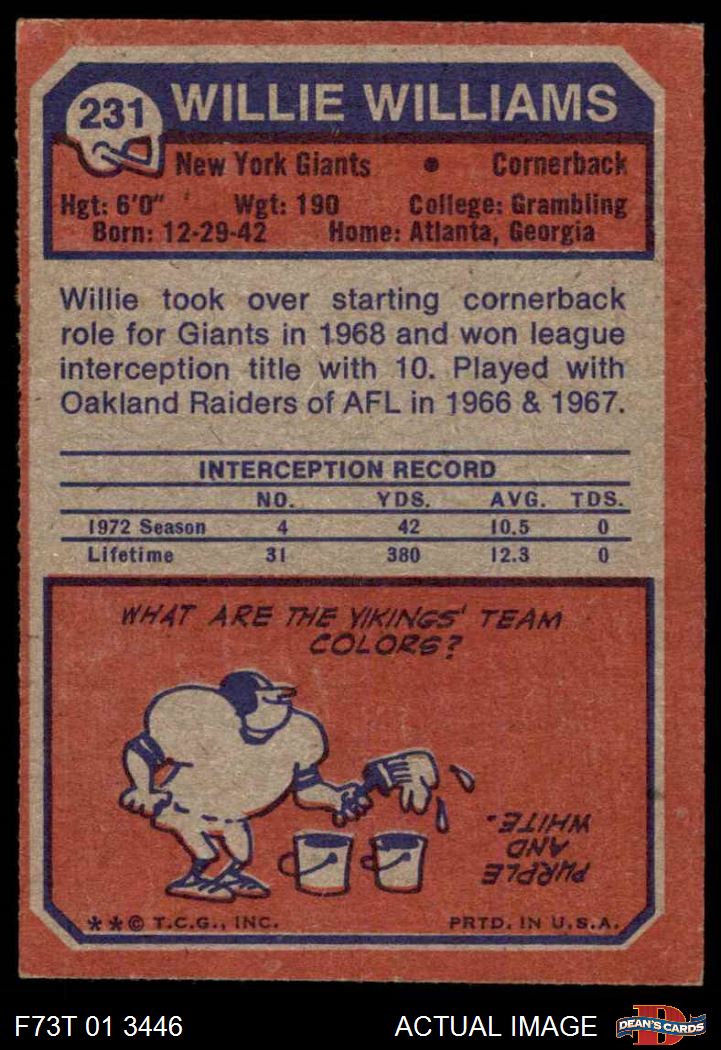 231 WILLIE WILLIAMS
New York Giants • Cornerback
Hgt: 6'0" Wgt: 190 College: Grambling
Born: 12-29-42 Home: Atlanta, Georgia
Willie took over starting cornerback
role for Giants in 1968 and won league
interception title with 10. Played with
Oakland Raiders of AFL in 1966 & 1967.
INTERCEPTION RECORD
NO. YDS. AVG. TDS.
1972 Season 4 42 10.5 0
Lifetime 31 380 12.3 0
WHAT ARE THE VIKINGS' TEAM
COLORS?
PURPLE
AND
WHITE.
**© T.C.G., INC. PRTD. IN U.S.A.
F73T 01 3446 ACTUAL IMAGE D DEAN'S CARDS